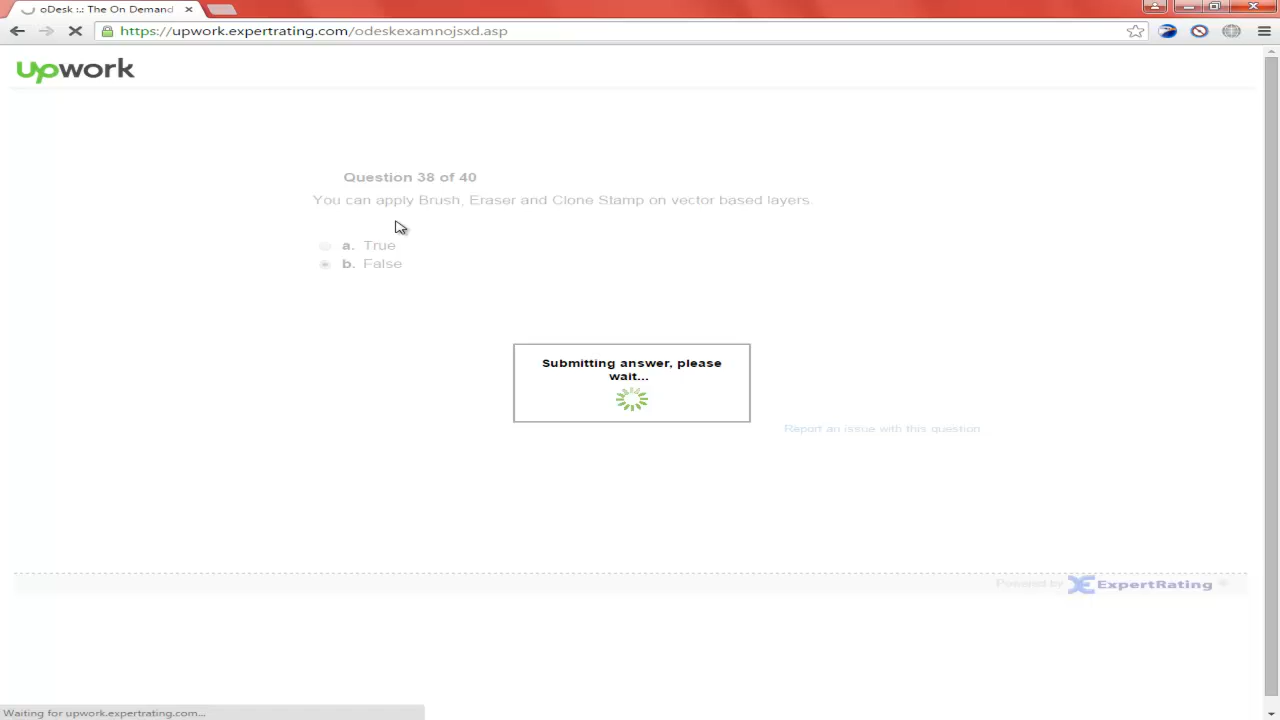 oDesk :.: The On Demand
https://upwork.expertrating.com/odeskexamnojsxd.asp
upwork
Question 38 of 40
You can apply Brush, Eraser and Clone Stamp on vector based layers.
a. True
b. False
Submitting answer, please
wait...
Report an issue with this question
Powered by ExpertRating
Waiting for upwork.expertrating.com...